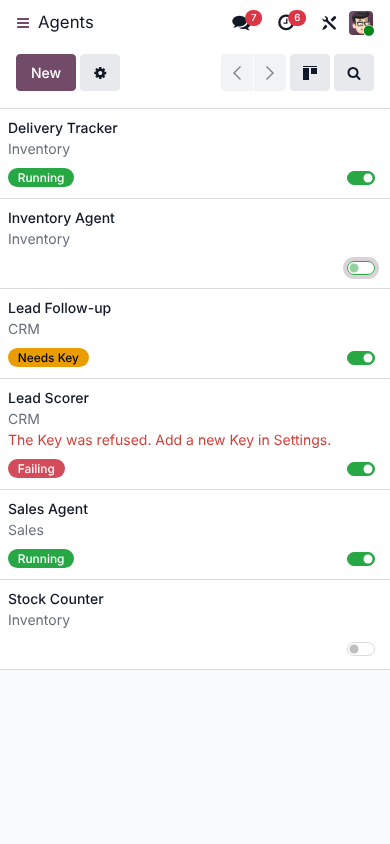 Agents
7
6
New
Delivery Tracker
Inventory
Running
Inventory Agent
Inventory
Lead Follow-up
CRM
Needs Key
Lead Scorer
CRM
The Key was refused. Add a new Key in Settings.
Failing
Sales Agent
Sales
Running
Stock Counter
Inventory